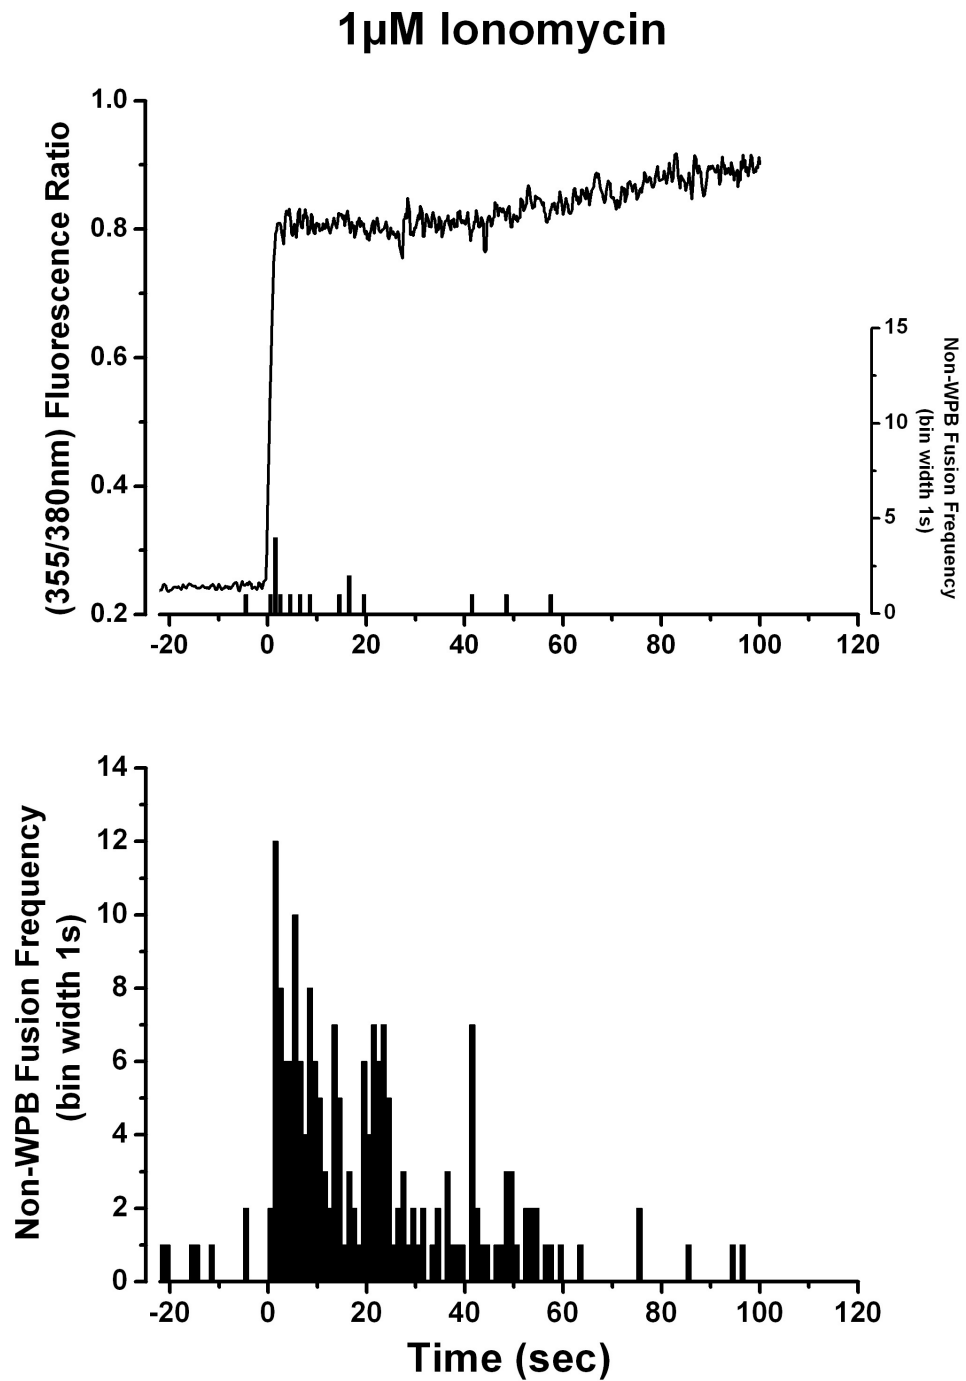 1µM Ionomycin
(355/380nm) Fluorescence Ratio
1.0
0.8
0.6
0.4
0.2
-20 0 20 40 60 80 100 120
15
10
5
0
Non-WPB Fusion Frequency
(bin width 1s)
Non-WPB Fusion Frequency
(bin width 1s)
14
12
10
8
6
4
2
0
-20 0 20 40 60 80 100 120
Time (sec)